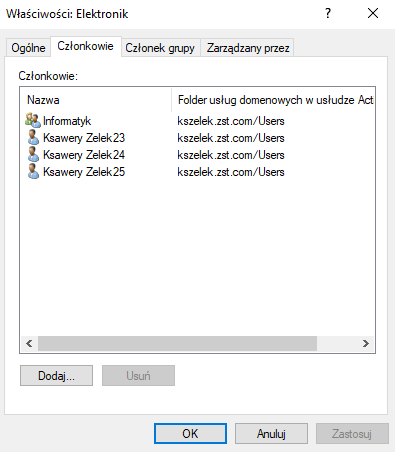 Właściwości: Elektronik
Ogólne Członkowie Członek grupy Zarządzany przez
Członkowie:
Nazwa Folder usług domenowych w usłudze Act
Informatyk kszelek.zst.com/Users
Ksawery Zelek23 kszelek.zst.com/Users
Ksawery Zelek24 kszelek.zst.com/Users
Ksawery Zelek25 kszelek.zst.com/Users
Dodaj... Usuń
OK Anuluj Zastosuj